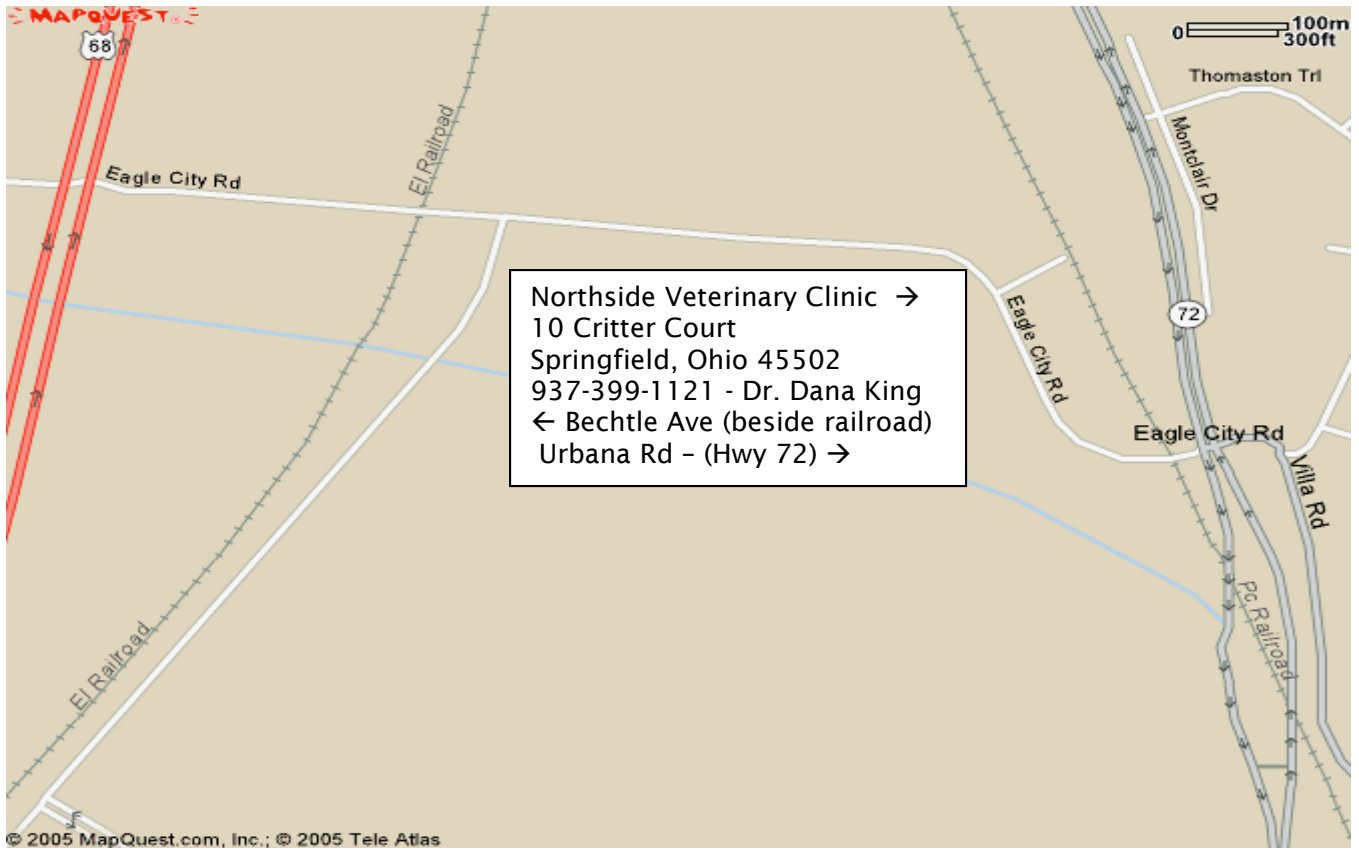 MAPQUEST
68
0 100m
300ft
Thomaston Trl
Montclair Dr
El Railroad
Eagle City Rd
Northside Veterinary Clinic →
10 Critter Court
Springfield, Ohio 45502
937-399-1121 - Dr. Dana King
← Bechtle Ave (beside railroad)
Urbana Rd – (Hwy 72) →
Eagle City Rd
72
Eagle City Rd
Villa Rd
Pc Railroad
El Railroad
© 2005 MapQuest.com, Inc.; © 2005 Tele Atlas